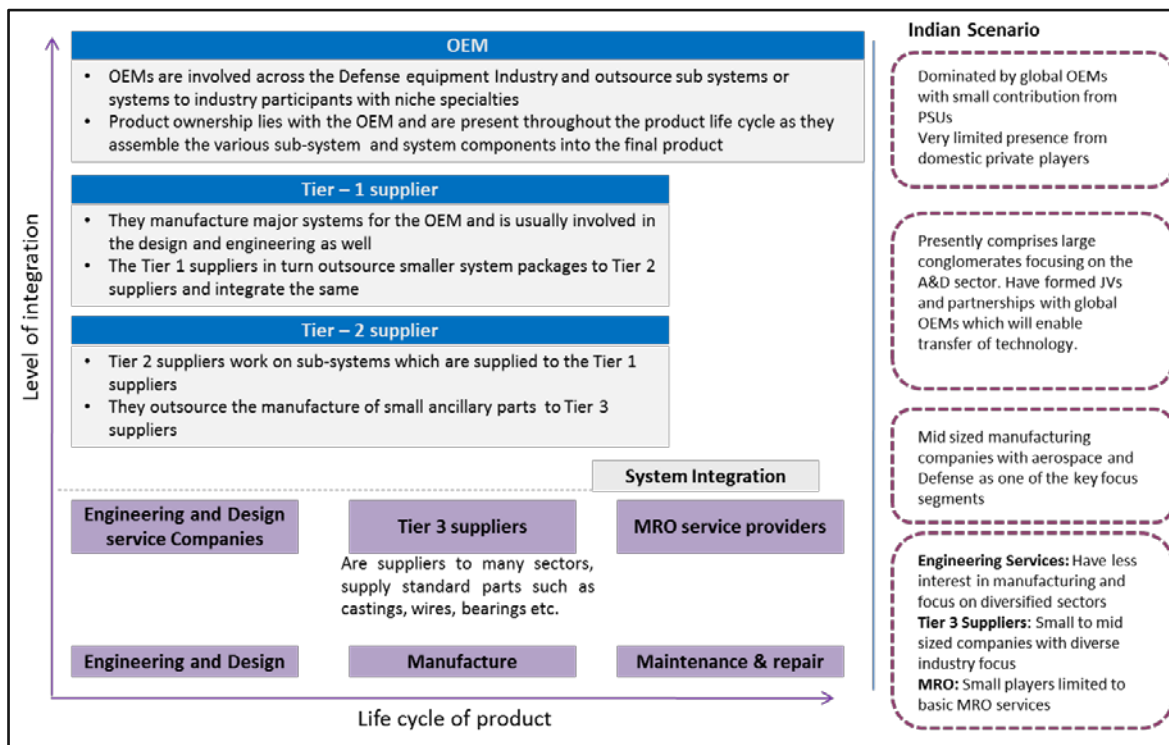 Indian Scenario
OEM
• OEMs are involved across the Defense equipment Industry and outsource sub systems or
systems to industry participants with niche specialties
• Product ownership lies with the OEM and are present throughout the product life cycle as they
assemble the various sub-system and system components into the final product
Dominated by global OEMs
with small contribution from
PSUs
Very limited presence from
domestic private players
Tier – 1 supplier
• They manufacture major systems for the OEM and is usually involved in
the design and engineering as well
• The Tier 1 suppliers in turn outsource smaller system packages to Tier 2
suppliers and integrate the same
Presently comprises large
conglomerates focusing on the
A&D sector. Have formed JVs
and partnerships with global
OEMs which will enable
transfer of technology.
Tier – 2 supplier
• Tier 2 suppliers work on sub-systems which are supplied to the Tier 1
suppliers
• They outsource the manufacture of small ancillary parts to Tier 3
suppliers
Mid sized manufacturing
companies with aerospace and
Defense as one of the key focus
segments
System Integration
Engineering and Design
service Companies
Tier 3 suppliers
Are suppliers to many sectors,
supply standard parts such as
castings, wires, bearings etc.
MRO service providers
Engineering Services: Have less
interest in manufacturing and
focus on diversified sectors
Tier 3 Suppliers: Small to mid
sized companies with diverse
industry focus
MRO: Small players limited to
basic MRO services
Engineering and Design
Manufacture
Maintenance & repair
Level of integration
Life cycle of product